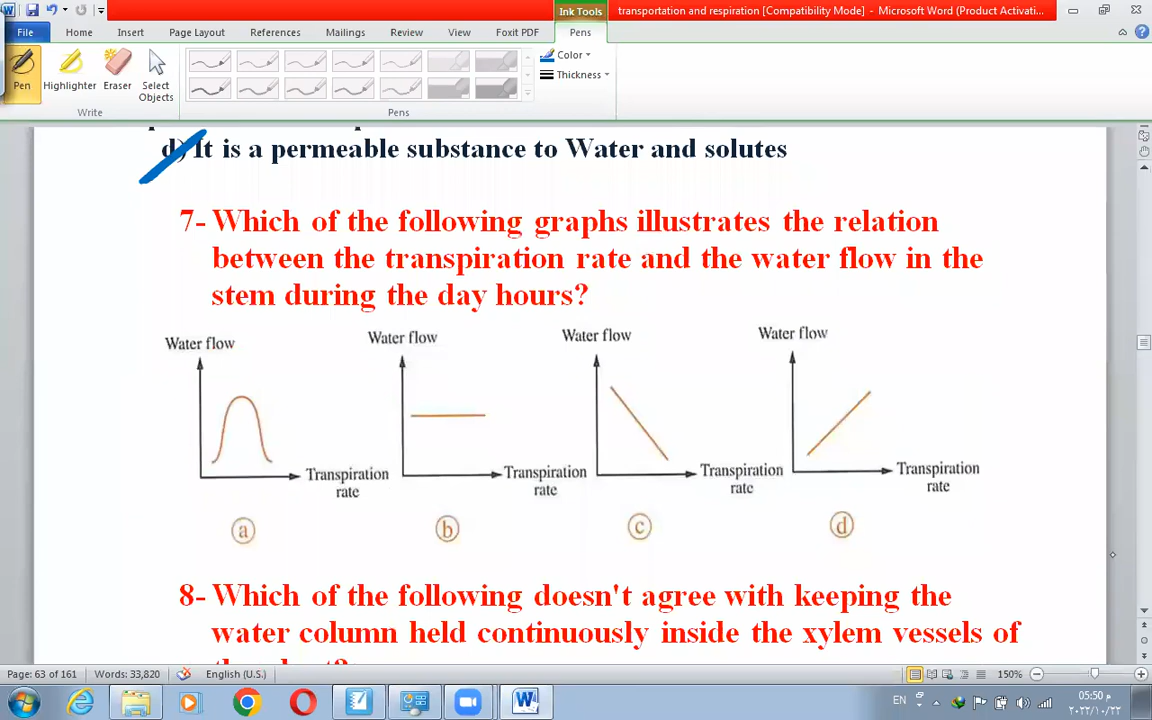 Ink Tools
transportation and respiration [Compatibility Mode] - Microsoft Word (Product Activati...
File Home Insert Page Layout References Mailings Review View Foxit PDF Pens
Pen Highlighter Eraser Select Objects
Color
Thickness
Write Pens
d) It is a permeable substance to Water and solutes
7- Which of the following graphs illustrates the relation
between the transpiration rate and the water flow in the
stem during the day hours?
Water flow Water flow Water flow Water flow
Transpiration rate Transpiration rate Transpiration rate Transpiration rate
a b c d
8- Which of the following doesn't agree with keeping the
water column held continuously inside the xylem vessels of
Page: 63 of 161 Words: 33,820 English (U.S.) 150%
EN 05:50 م
٢٠٢٢/١٠/٢٢